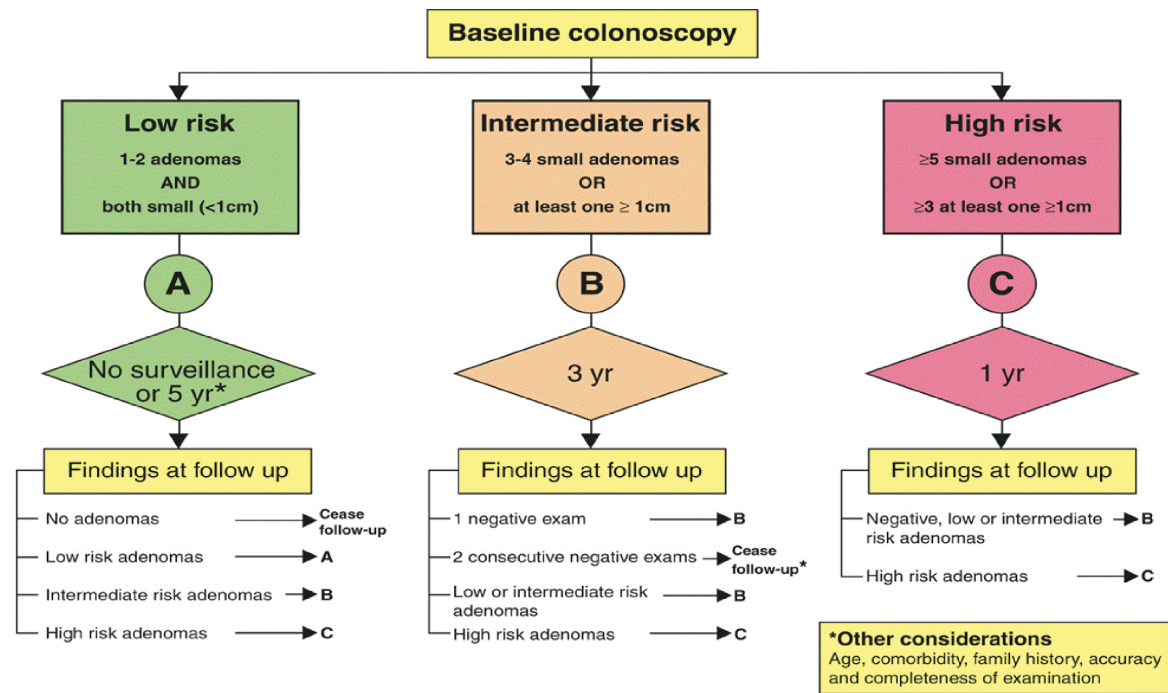 Baseline colonoscopy
Low risk
1-2 adenomas
AND
both small (<1cm)
A
No surveillance
or 5 yr*
Findings at follow up
No adenomas
Cease
follow-up
Low risk adenomas
A
Intermediate risk adenomas
B
High risk adenomas
C
Intermediate risk
3-4 small adenomas
OR
at least one ≥ 1cm
B
3 yr
Findings at follow up
1 negative exam
B
2 consecutive negative exams
Cease
follow-up*
Low or intermediate risk
adenomas
B
High risk adenomas
C
High risk
≥5 small adenomas
OR
≥3 at least one ≥1cm
C
1 yr
Findings at follow up
Negative, low or intermediate
risk adenomas
B
High risk adenomas
C
*Other considerations
Age, comorbidity, family history, accuracy
and completeness of examination